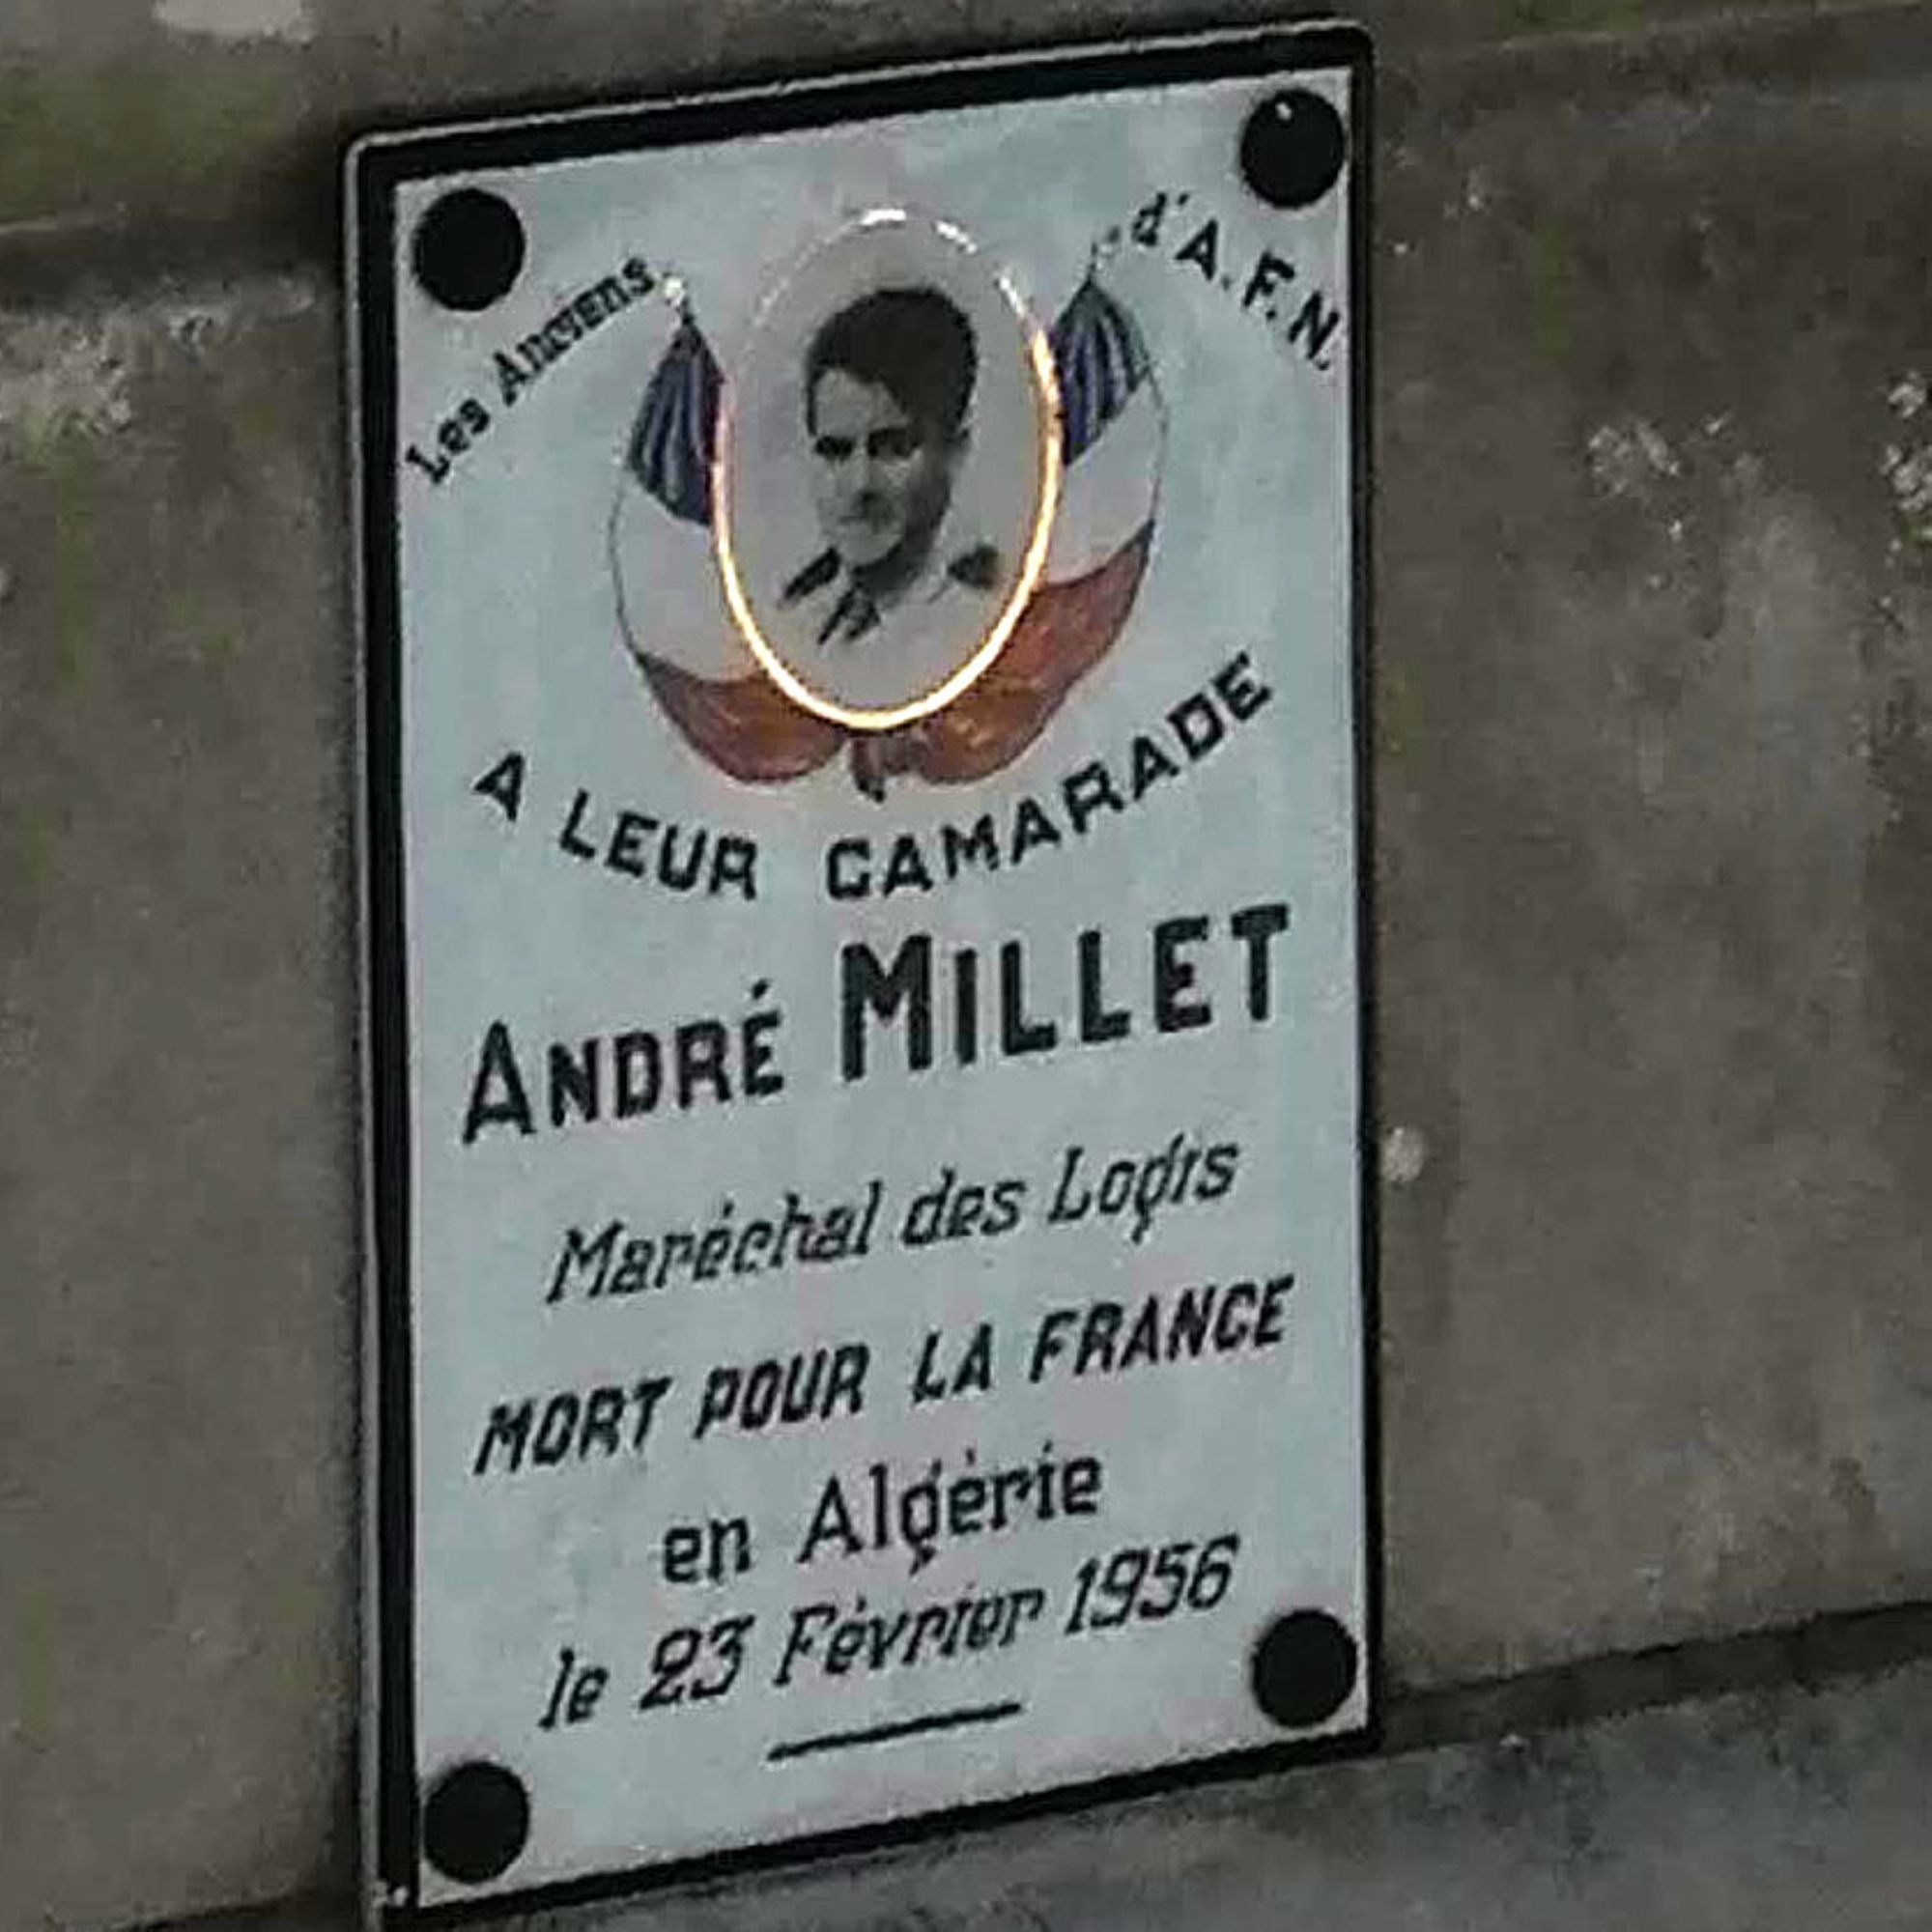 Les Anciens d'A.F.N.
A LEUR CAMARADE
ANDRÉ MILLET
Maréchal des Logis
MORT POUR LA FRANCE
en Algérie
le 23 Février 1956